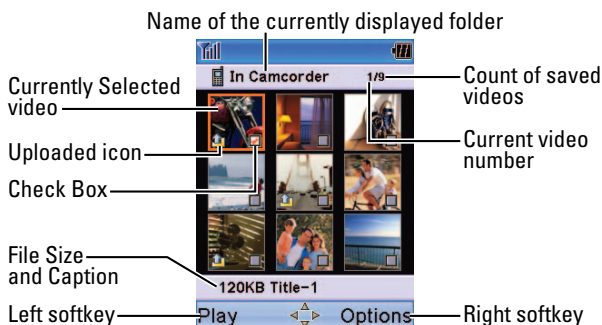 Name of the currently displayed folder
In Camcorder 1/9
Currently Selected
video
Count of saved
videos
Uploaded icon
Current video
number
Check Box
File Size
and Caption
120KB Title-1
Left softkey
Play
Options
Right softkey